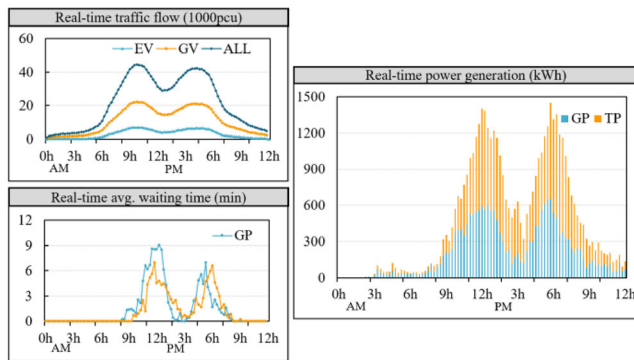 Real-time traffic flow (1000pcu)
EV GV ALL
60
40
20
0
0h 3h 6h 9h 12h 3h 6h 9h 12h
AM PM
Real-time avg. waiting time (min)
GP
12
9
6
3
0
0h 3h 6h 9h 12h 3h 6h 9h 12h
AM PM
Real-time power generation (kWh)
GP TP
1500
1200
900
600
300
0
0h 3h 6h 9h 12h 3h 6h 9h 12h
AM PM